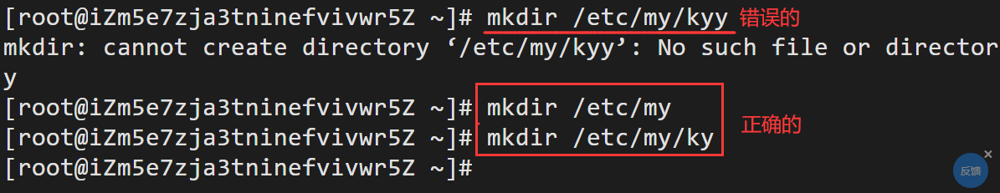 [root@iZm5e7zja3tninefvivwr5Z ~]# mkdir /etc/my/kyy 错误的
mkdir: cannot create directory ‘/etc/my/kyy’: No such file or director
y
[root@iZm5e7zja3tninefvivwr5Z ~]# mkdir /etc/my
[root@iZm5e7zja3tninefvivwr5Z ~]# mkdir /etc/my/ky
正确的
[root@iZm5e7zja3tninefvivwr5Z ~]#
反馈